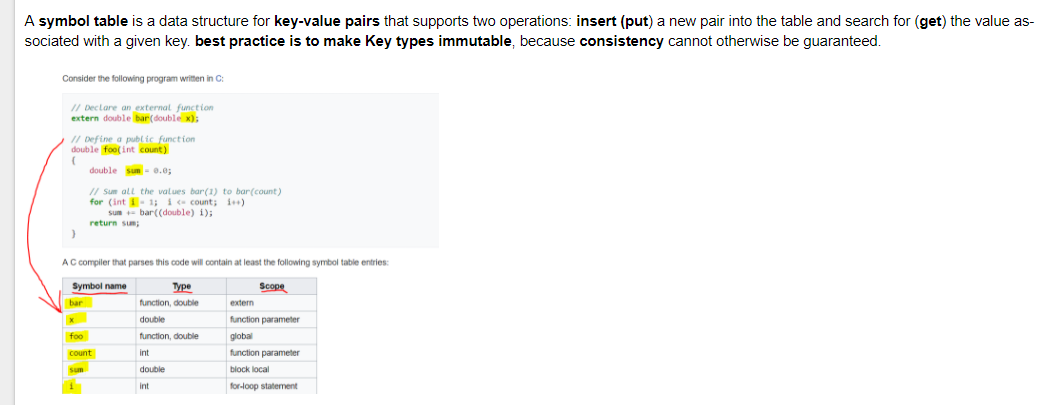 A symbol table is a data structure for key-value pairs that supports two operations: insert (put) a new pair into the table and search for (get) the value as-
sociated with a given key. best practice is to make Key types immutable, because consistency cannot otherwise be guaranteed.
Consider the following program written in C:
// Declare an external function
extern double bar(double x);
// Define a public function
double foo(int count)
{
double sum = 0.0;
// Sum all the values bar(1) to bar(count)
for (int i = 1; i <= count; i++)
sum += bar((double) i);
return sum;
}
A C compiler that parses this code will contain at least the following symbol table entries:
Symbol name Type Scope
bar function, double extern
x double function parameter
foo function, double global
count int function parameter
sum double block local
i int for-loop statement